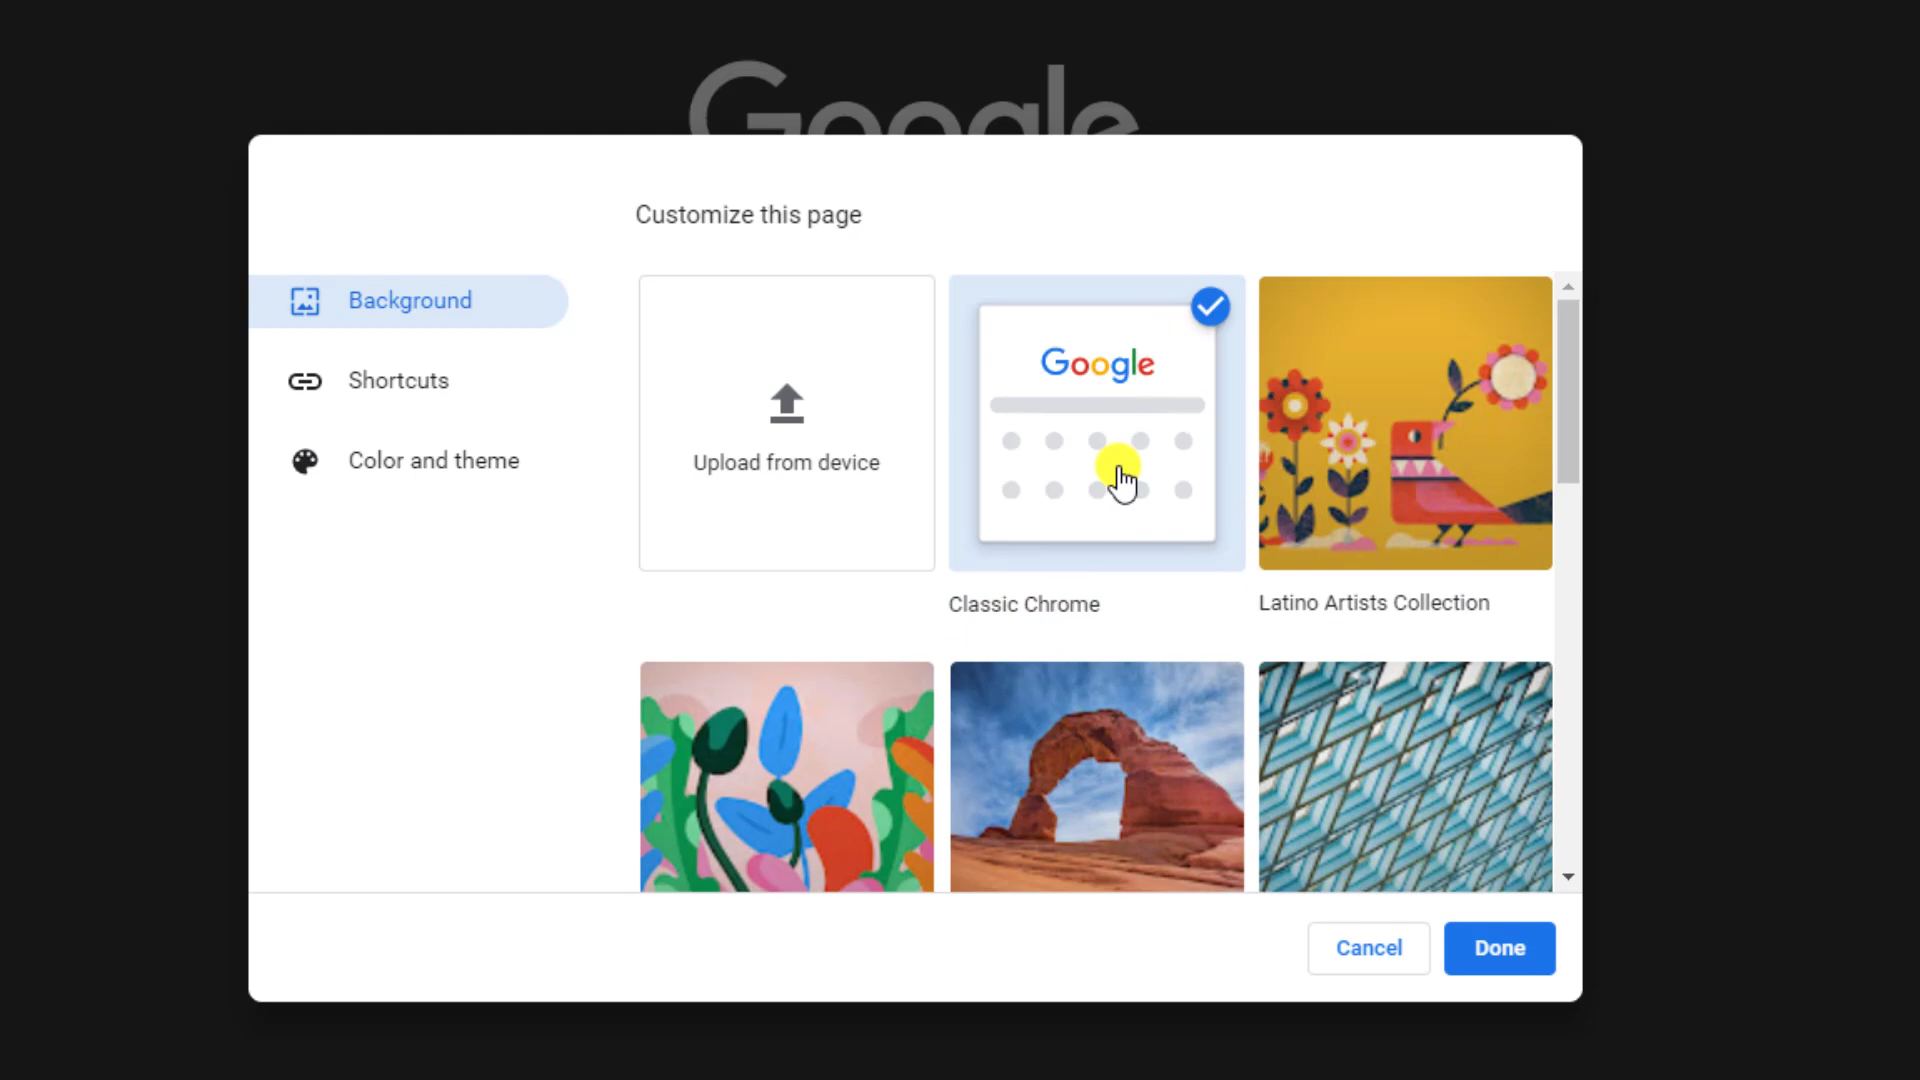 Google
Customize this page
Background
Shortcuts
Color and theme
Upload from device
Google
Classic Chrome
Latino Artists Collection
Cancel
Done